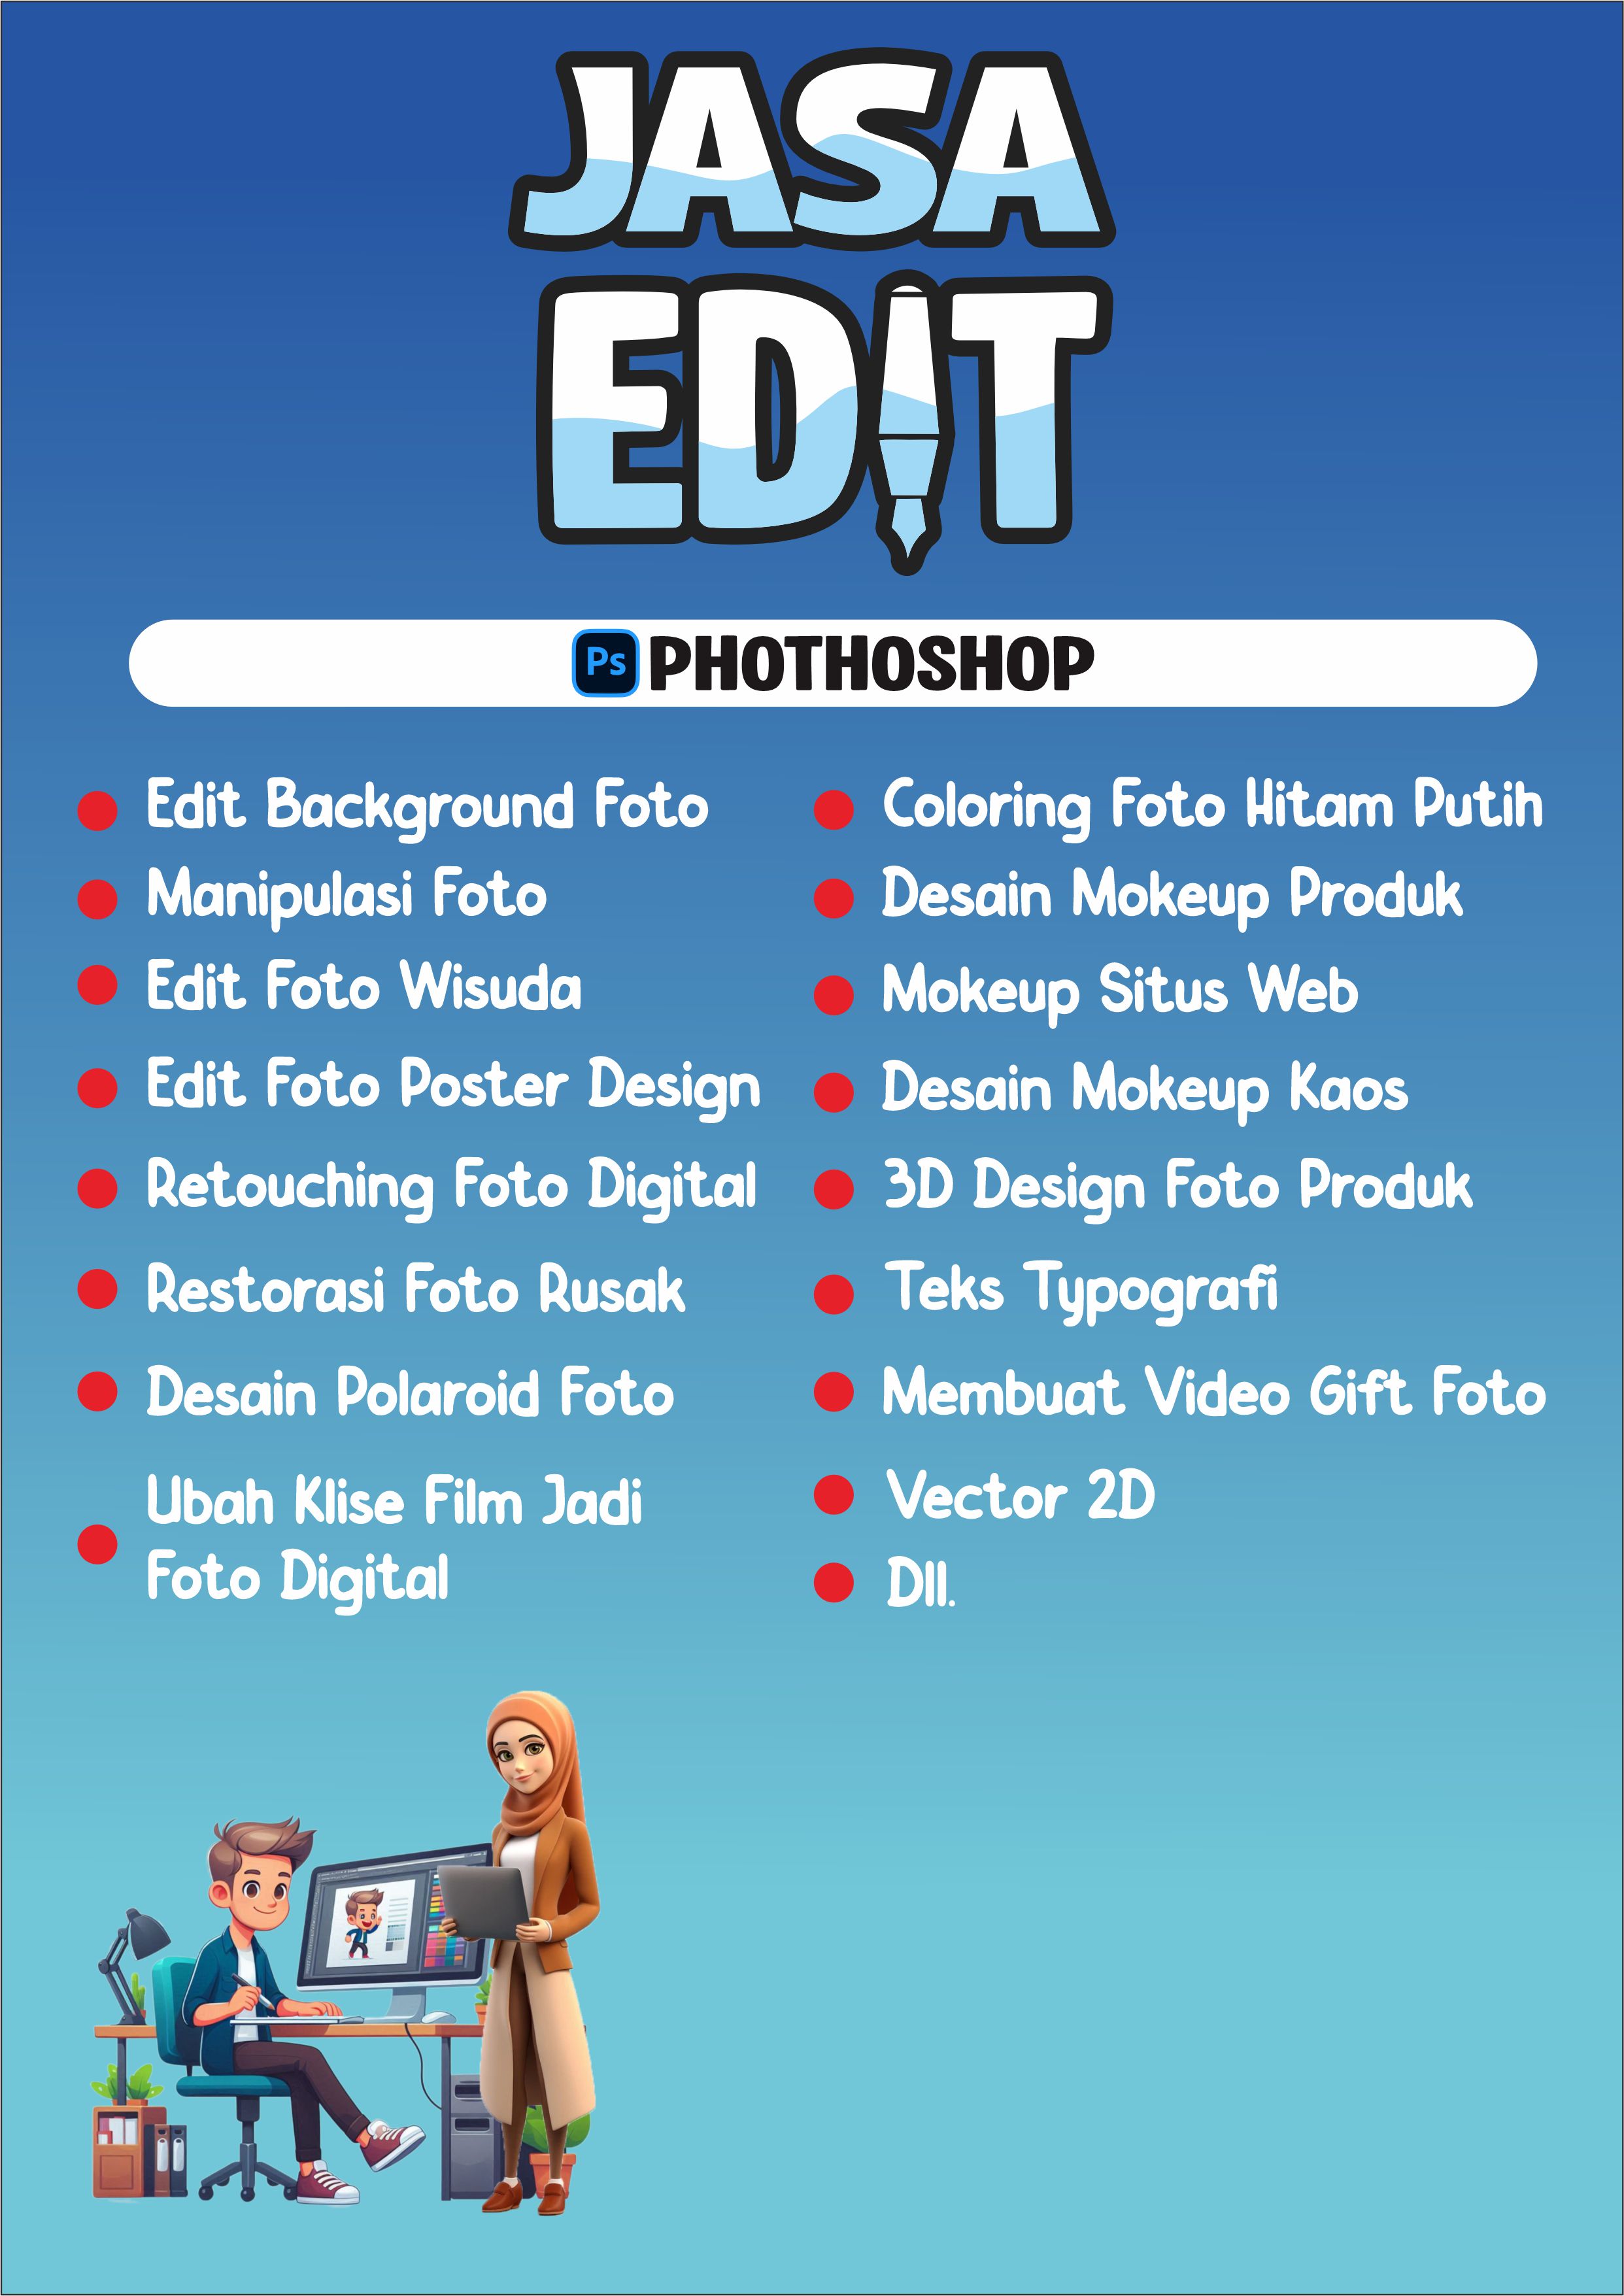 JASA
EDIT
Ps PHOTHOSHOP
Edit Background Foto
Manipulasi Foto
Edit Foto Wisuda
Edit Foto Poster Design
Retouching Foto Digital
Restorasi Foto Rusak
Desain Polaroid Foto
Ubah Klise Film Jadi
Foto Digital
Coloring Foto Hitam Putih
Desain Mokeup Produk
Mokeup Situs Web
Desain Mokeup Kaos
3D Design Foto Produk
Teks Typografi
Membuat Video Gift Foto
Vector 2D
Dll.